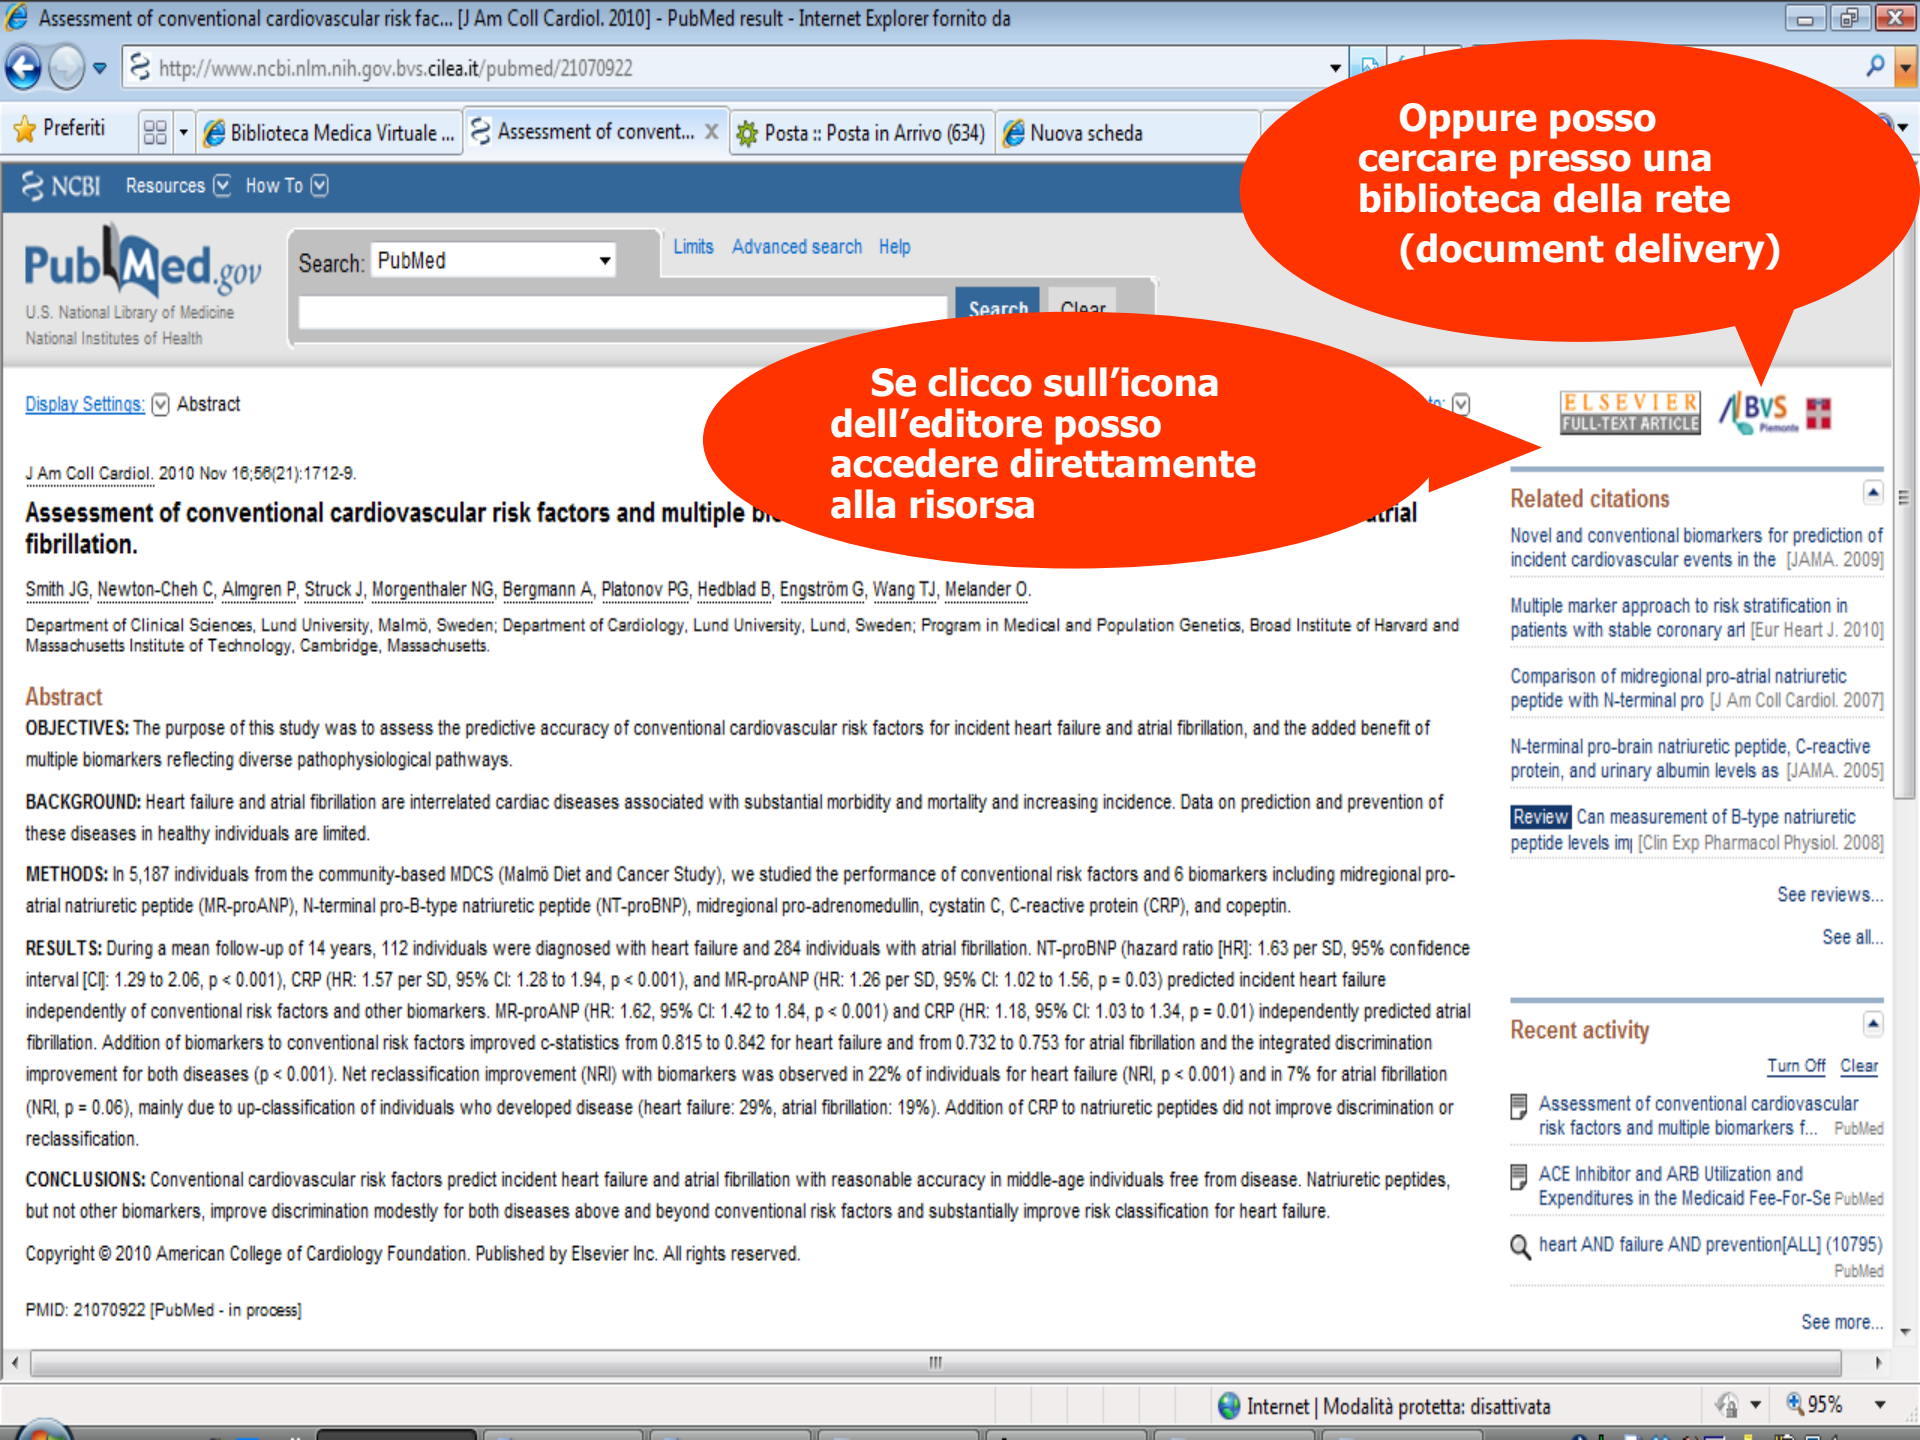 Assessment of conventional cardiovascular risk fac... [J Am Coll Cardiol. 2010] - PubMed result - Internet Explorer fornito da
http://www.ncbi.nlm.nih.gov.bvs.cilea.it/pubmed/21070922
Preferiti
Biblioteca Medica Virtuale ...
Assessment of convent... X
Posta :: Posta in Arrivo (634)
Nuova scheda
Oppure posso
cercare presso una
biblioteca della rete
(document delivery)
NCBI Resources How To
PubMed.gov
U.S. National Library of Medicine
National Institutes of Health
Search: PubMed
Limits Advanced search Help
Search Clear
Se clicco sull'icona
dell'editore posso
accedere direttamente
alla risorsa
Display Settings: Abstract
ELSEVIER
FULL-TEXT ARTICLE
BVS
Piemonte
J Am Coll Cardiol. 2010 Nov 16;56(21):1712-9.
Assessment of conventional cardiovascular risk factors and multiple atrial
fibrillation.
Smith JG, Newton-Cheh C, Almgren P, Struck J, Morgenthaler NG, Bergmann A, Platonov PG, Hedblad B, Engström G, Wang TJ, Melander O.
Department of Clinical Sciences, Lund University, Malmö, Sweden; Department of Cardiology, Lund University, Lund, Sweden; Program in Medical and Population Genetics, Broad Institute of Harvard and
Massachusetts Institute of Technology, Cambridge, Massachusetts.
Abstract
OBJECTIVES: The purpose of this study was to assess the predictive accuracy of conventional cardiovascular risk factors for incident heart failure and atrial fibrillation, and the added benefit of
multiple biomarkers reflecting diverse pathophysiological pathways.
BACKGROUND: Heart failure and atrial fibrillation are interrelated cardiac diseases associated with substantial morbidity and mortality and increasing incidence. Data on prediction and prevention of
these diseases in healthy individuals are limited.
METHODS: In 5,187 individuals from the community-based MDCS (Malmö Diet and Cancer Study), we studied the performance of conventional risk factors and 6 biomarkers including midregional pro-
atrial natriuretic peptide (MR-proANP), N-terminal pro-B-type natriuretic peptide (NT-proBNP), midregional pro-adrenomedullin, cystatin C, C-reactive protein (CRP), and copeptin.
RESULTS: During a mean follow-up of 14 years, 112 individuals were diagnosed with heart failure and 284 individuals with atrial fibrillation. NT-proBNP (hazard ratio [HR]: 1.63 per SD, 95% confidence
interval [CI]: 1.29 to 2.06, p < 0.001), CRP (HR: 1.57 per SD, 95% CI: 1.28 to 1.94, p < 0.001), and MR-proANP (HR: 1.26 per SD, 95% CI: 1.02 to 1.56, p = 0.03) predicted incident heart failure
independently of conventional risk factors and other biomarkers. MR-proANP (HR: 1.62, 95% CI: 1.42 to 1.84, p < 0.001) and CRP (HR: 1.18, 95% CI: 1.03 to 1.34, p = 0.01) independently predicted atrial
fibrillation. Addition of biomarkers to conventional risk factors improved c-statistics from 0.815 to 0.842 for heart failure and from 0.732 to 0.753 for atrial fibrillation and the integrated discrimination
improvement for both diseases (p < 0.001). Net reclassification improvement (NRI) with biomarkers was observed in 22% of individuals for heart failure (NRI, p < 0.001) and in 7% for atrial fibrillation
(NRI, p = 0.06), mainly due to up-classification of individuals who developed disease (heart failure: 29%, atrial fibrillation: 19%). Addition of CRP to natriuretic peptides did not improve discrimination or
reclassification.
CONCLUSIONS: Conventional cardiovascular risk factors predict incident heart failure and atrial fibrillation with reasonable accuracy in middle-age individuals free from disease. Natriuretic peptides,
but not other biomarkers, improve discrimination modestly for both diseases above and beyond conventional risk factors and substantially improve risk classification for heart failure.
Copyright © 2010 American College of Cardiology Foundation. Published by Elsevier Inc. All rights reserved.
PMID: 21070922 [PubMed - in process]
Related citations
Novel and conventional biomarkers for prediction of
incident cardiovascular events in the [JAMA. 2009]
Multiple marker approach to risk stratification in
patients with stable coronary art [Eur Heart J. 2010]
Comparison of midregional pro-atrial natriuretic
peptide with N-terminal pro [J Am Coll Cardiol. 2007]
N-terminal pro-brain natriuretic peptide, C-reactive
protein, and urinary albumin levels as [JAMA. 2005]
Review Can measurement of B-type natriuretic
peptide levels im [Clin Exp Pharmacol Physiol. 2008]
See reviews...
See all...
Recent activity
Turn Off Clear
Assessment of conventional cardiovascular
risk factors and multiple biomarkers f... PubMed
ACE Inhibitor and ARB Utilization and
Expenditures in the Medicaid Fee-For-Se PubMed
heart AND failure AND prevention[ALL] (10795)
PubMed
See more...
Internet | Modalità protetta: disattivata
95%